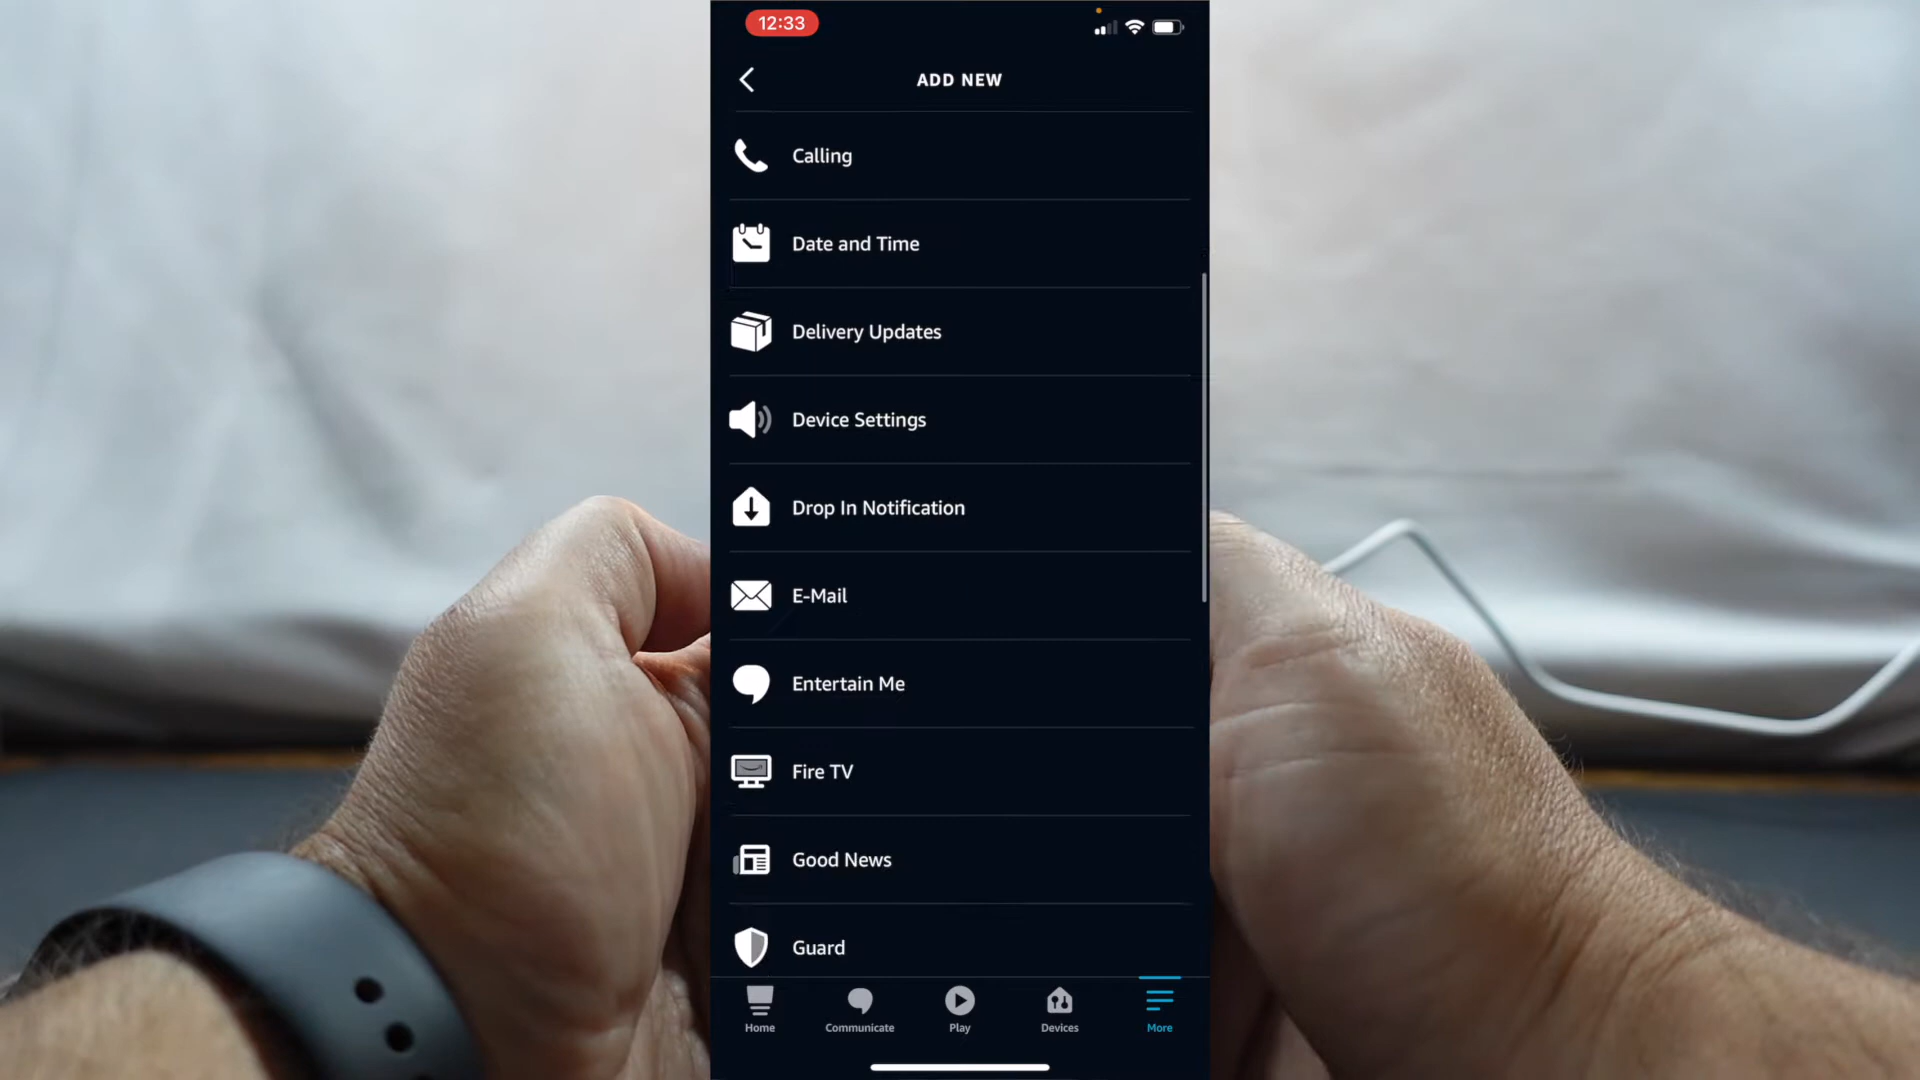 12:33
ADD NEW
Calling
Date and Time
Delivery Updates
Device Settings
Drop In Notification
E-Mail
Entertain Me
Fire TV
Good News
Guard
Home
Communicate
Play
Devices
More